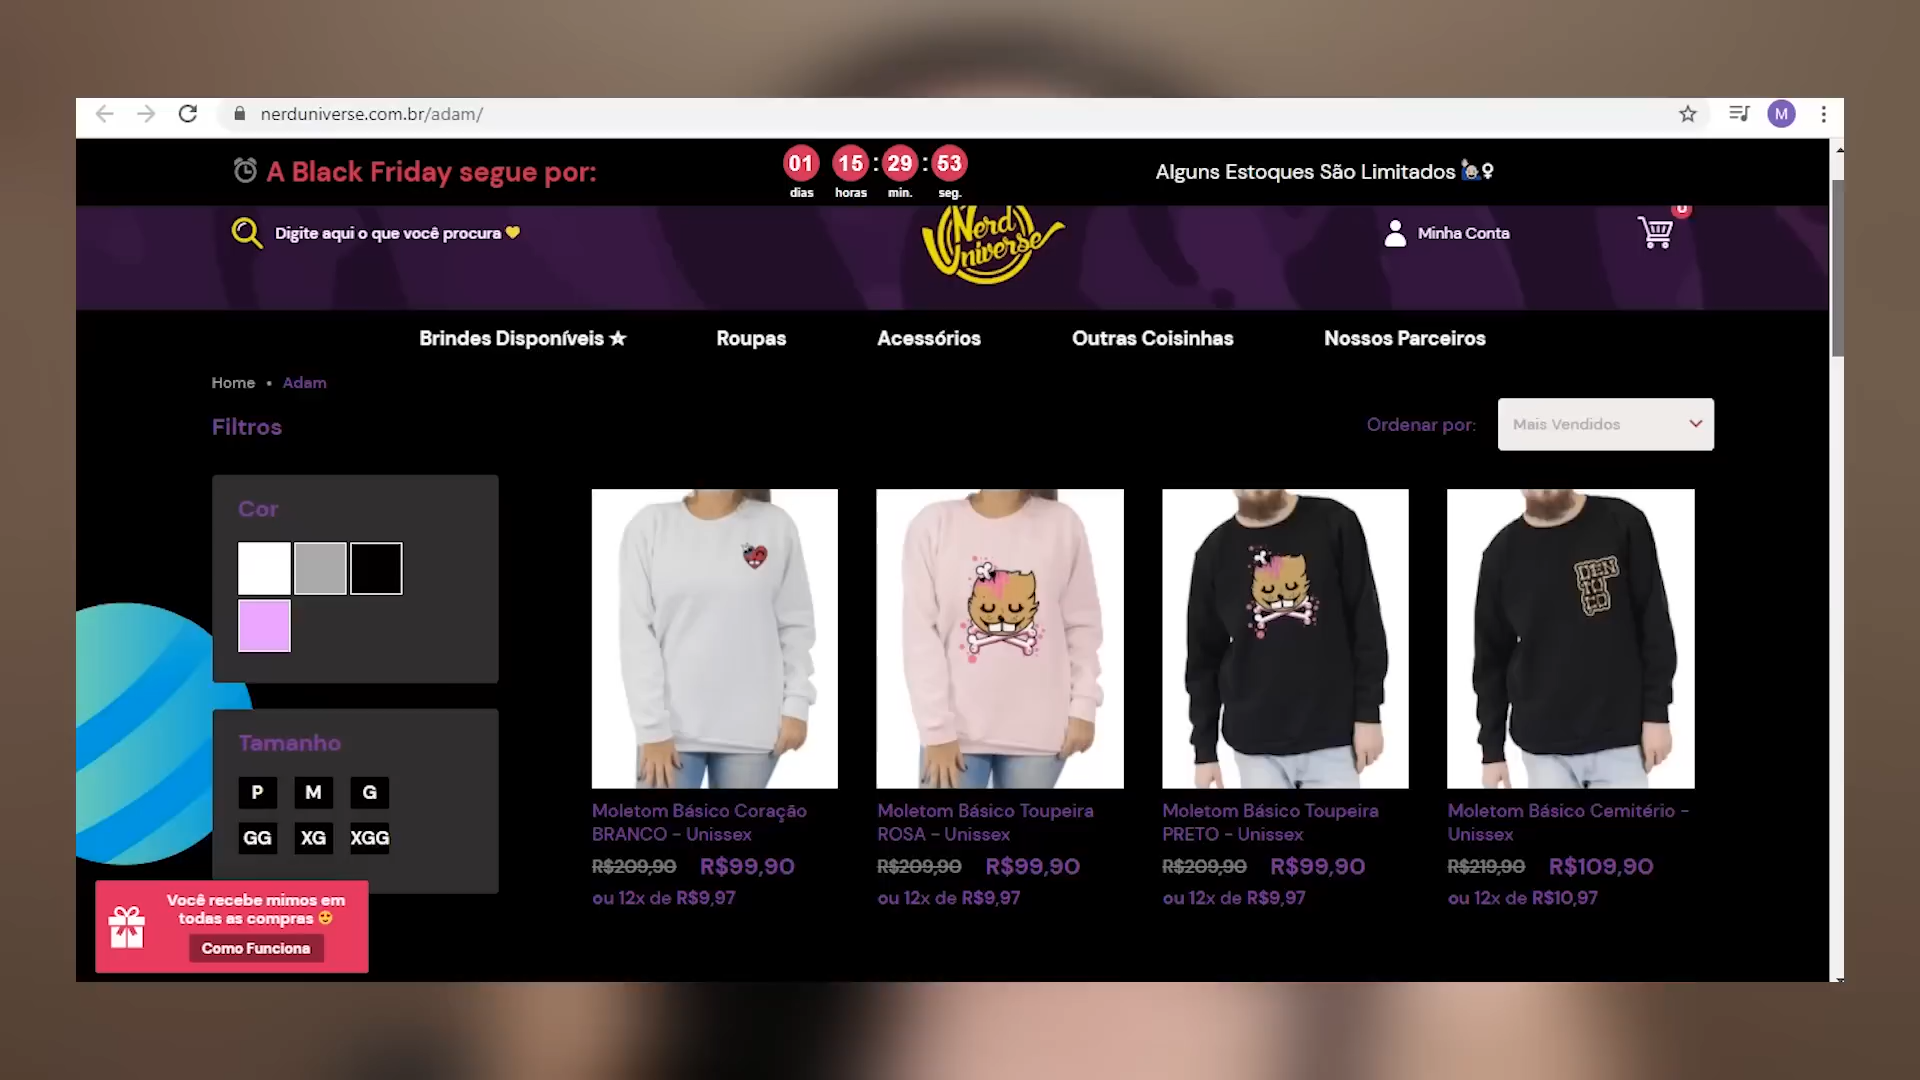 nerduniverse.com.br/adam/
M
A Black Friday segue por:
01 : 15 : 29 : 53
dias horas min. seg.
Alguns Estoques São Limitados
Digite aqui o que você procura
Nerd
Universe
Minha Conta
0
Brindes Disponíveis
Roupas
Acessórios
Outras Coisinhas
Nossos Parceiros
Home • Adam
Filtros
Ordenar por:
Mais Vendidos
Cor
Tamanho
P M G
GG XG XGG
Você recebe mimos em
todas as compras
Como Funciona
Moletom Básico Coração
BRANCO - Unissex
R$209,90 R$99,90
ou 12x de R$9,97
Moletom Básico Toupeira
ROSA - Unissex
R$209,90 R$99,90
ou 12x de R$9,97
Moletom Básico Toupeira
PRETO - Unissex
R$209,90 R$99,90
ou 12x de R$9,97
DEN
TU
ÇO
Moletom Básico Cemitério -
Unissex
R$219,90 R$109,90
ou 12x de R$10,97